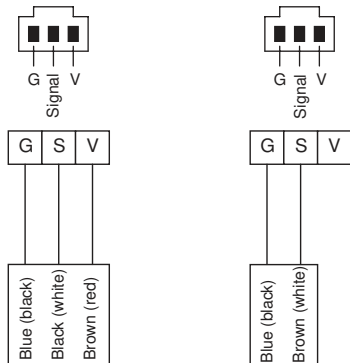 G Signal V
G S V
Blue (black)
Black (white)
Brown (red)
G Signal V
G S V
Blue (black)
Brown (white)